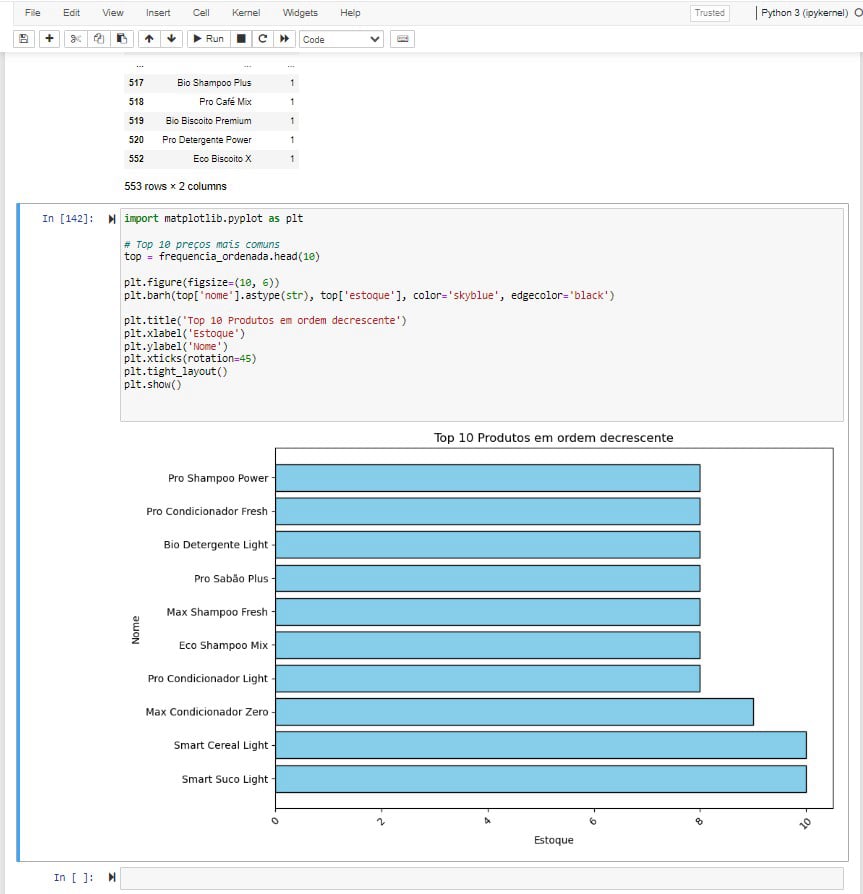 File Edit View Insert Cell Kernel Widgets Help Trusted Python 3 (ipykernel)
Run Code
... ... ...
517 Bio Shampoo Plus 1
518 Pro Café Mix 1
519 Bio Biscoito Premium 1
520 Pro Detergente Power 1
552 Eco Biscoito X 1
553 rows × 2 columns
In [142]: import matplotlib.pyplot as plt
# Top 10 preços mais comuns
top = frequencia_ordenada.head(10)
plt.figure(figsize=(10, 6))
plt.barh(top['nome'].astype(str), top['estoque'], color='skyblue', edgecolor='black')
plt.title('Top 10 Produtos em ordem decrescente')
plt.xlabel('Estoque')
plt.ylabel('Nome')
plt.xticks(rotation=45)
plt.tight_layout()
plt.show()
Top 10 Produtos em ordem decrescente
Pro Shampoo Power
Pro Condicionador Fresh
Bio Detergente Light
Pro Sabão Plus
Max Shampoo Fresh
Nome
Eco Shampoo Mix
Pro Condicionador Light
Max Condicionador Zero
Smart Cereal Light
Smart Suco Light
0 2 4 6 8 10
Estoque
In [ ]: